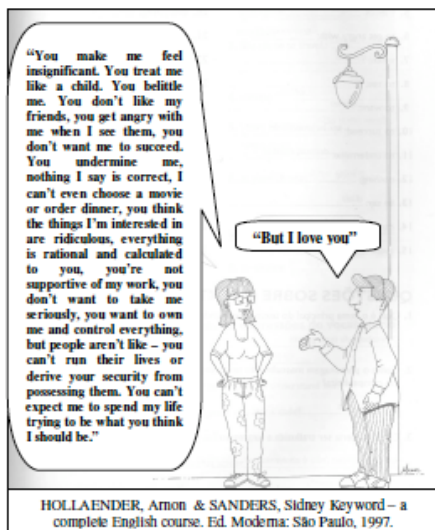 “You make me feel
insignificant. You treat me
like a child. You belittle
me. You don’t like my
friends, you get angry with
me when I see them, you
don’t want me to succeed.
You undermine me,
nothing I say is correct, I
can’t even choose a movie
or order dinner, you think
the things I’m interested in
are ridiculous, everything
is rational and calculated
to you, you’re not
supportive of my work, you
don’t want to take me
seriously, you want to own
me and control everything,
but people aren’t like – you
can’t run their lives or
derive your security from
possessing them. You can’t
expect me to spend my life
trying to be what you think
I should be.”
“But I love you”
HOLLAENDER, Arnon & SANDERS, Sidney Keyword – a
complete English course. Ed. Moderna: São Paulo, 1997.